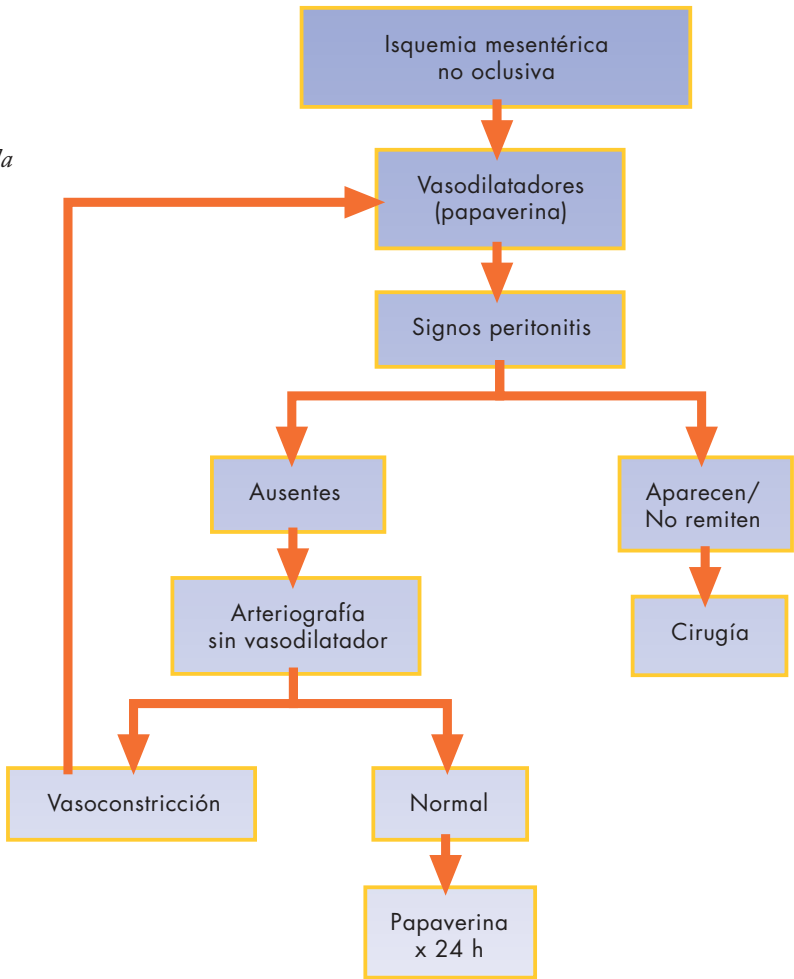 Isquemia mesentérica
no oclusiva
la
Vasodilatadores
(papaverina)
Signos peritonitis
Ausentes
Aparecen/
No remiten
Arteriografía
sin vasodilatador
Cirugía
Vasoconstricción
Normal
Papaverina
x 24 h